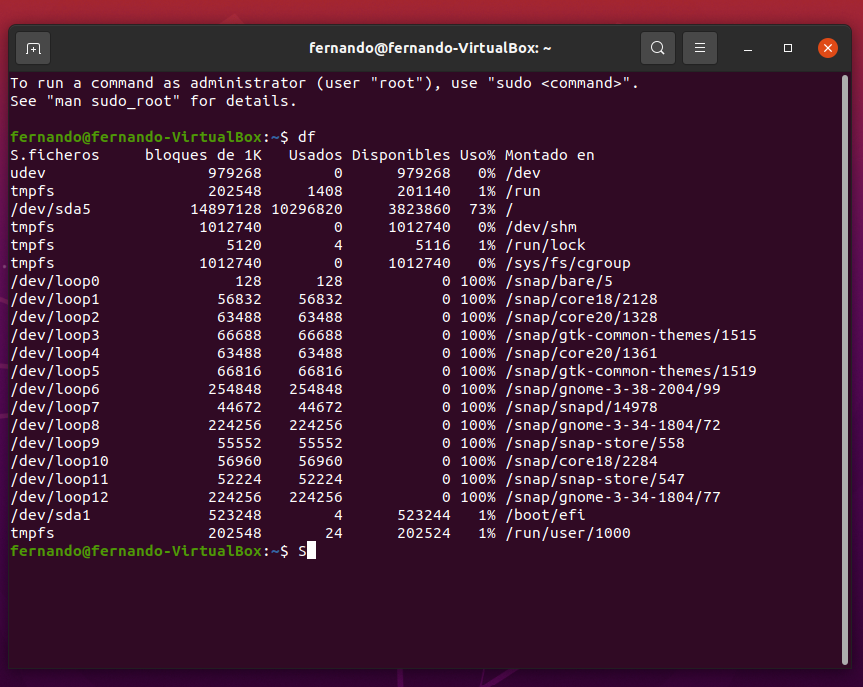 fernando@fernando-VirtualBox: ~
To run a command as administrator (user "root"), use "sudo <command>".
See "man sudo_root" for details.
fernando@fernando-VirtualBox:~$ df
S.ficheros     bloques de 1K   Usados Disponibles Uso% Montado en
udev                  979268        0      979268   0% /dev
tmpfs                 202548     1408      201140   1% /run
/dev/sda5           14897128 10296820     3823860  73% /
tmpfs                1012740        0     1012740   0% /dev/shm
tmpfs                   5120        4        5116   1% /run/lock
tmpfs                1012740        0     1012740   0% /sys/fs/cgroup
/dev/loop0               128      128           0 100% /snap/bare/5
/dev/loop1             56832    56832           0 100% /snap/core18/2128
/dev/loop2             63488    63488           0 100% /snap/core20/1328
/dev/loop3             66688    66688           0 100% /snap/gtk-common-themes/1515
/dev/loop4             63488    63488           0 100% /snap/core20/1361
/dev/loop5             66816    66816           0 100% /snap/gtk-common-themes/1519
/dev/loop6            254848   254848           0 100% /snap/gnome-3-38-2004/99
/dev/loop7             44672    44672           0 100% /snap/snapd/14978
/dev/loop8            224256   224256           0 100% /snap/gnome-3-34-1804/72
/dev/loop9             55552    55552           0 100% /snap/snap-store/558
/dev/loop10            56960    56960           0 100% /snap/core18/2284
/dev/loop11            52224    52224           0 100% /snap/snap-store/547
/dev/loop12           224256   224256           0 100% /snap/gnome-3-34-1804/77
/dev/sda1             523248        4      523244   1% /boot/efi
tmpfs                 202548       24      202524   1% /run/user/1000
fernando@fernando-VirtualBox:~$ S